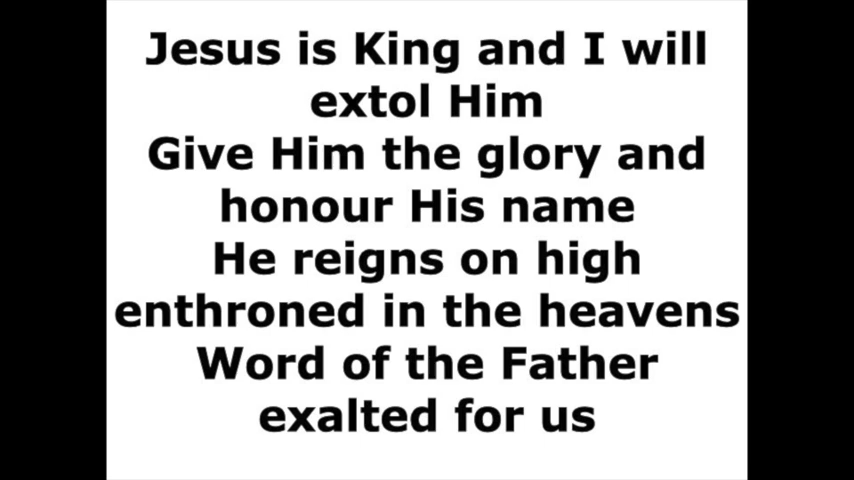 Jesus is King and I will
extol Him
Give Him the glory and
honour His name
He reigns on high
enthroned in the heavens
Word of the Father
exalted for us